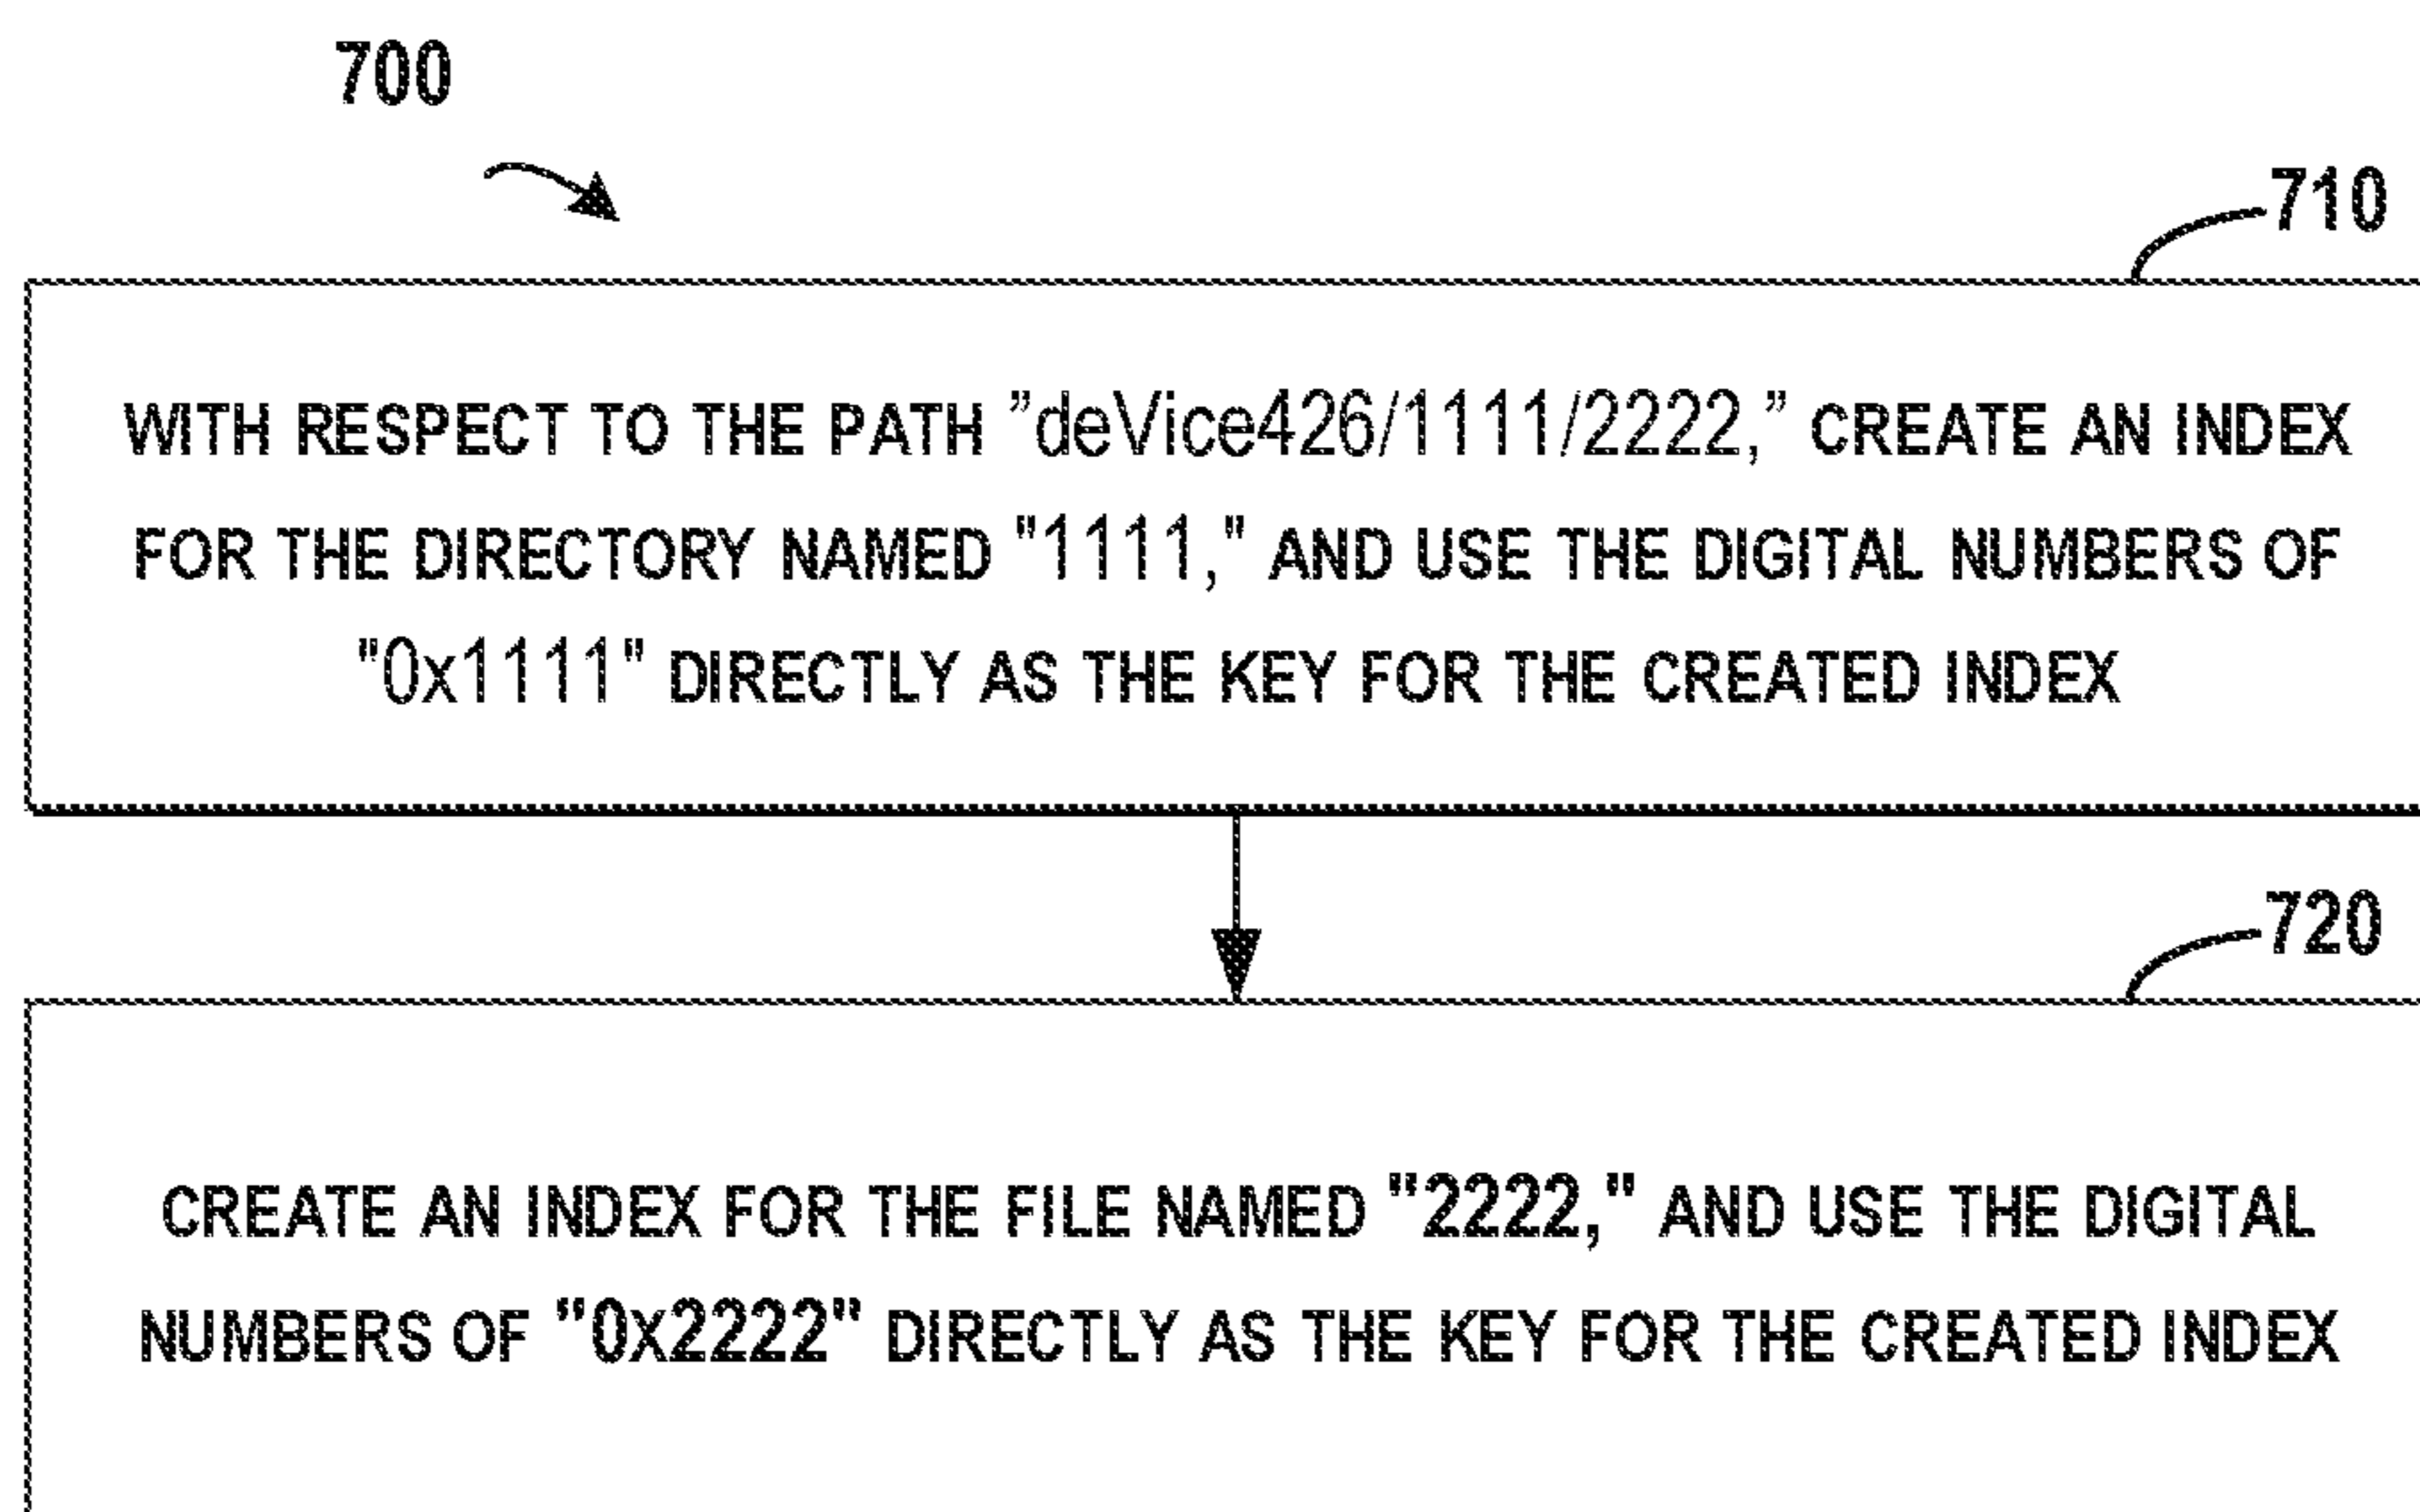 700
710
WITH RESPECT TO THE PATH ”deVice426/1111/2222,” CREATE AN INDEX
FOR THE DIRECTORY NAMED "1111," AND USE THE DIGITAL NUMBERS OF
"0x1111" DIRECTLY AS THE KEY FOR THE CREATED INDEX
720
CREATE AN INDEX FOR THE FILE NAMED "2222," AND USE THE DIGITAL
NUMBERS OF "0X2222" DIRECTLY AS THE KEY FOR THE CREATED INDEX